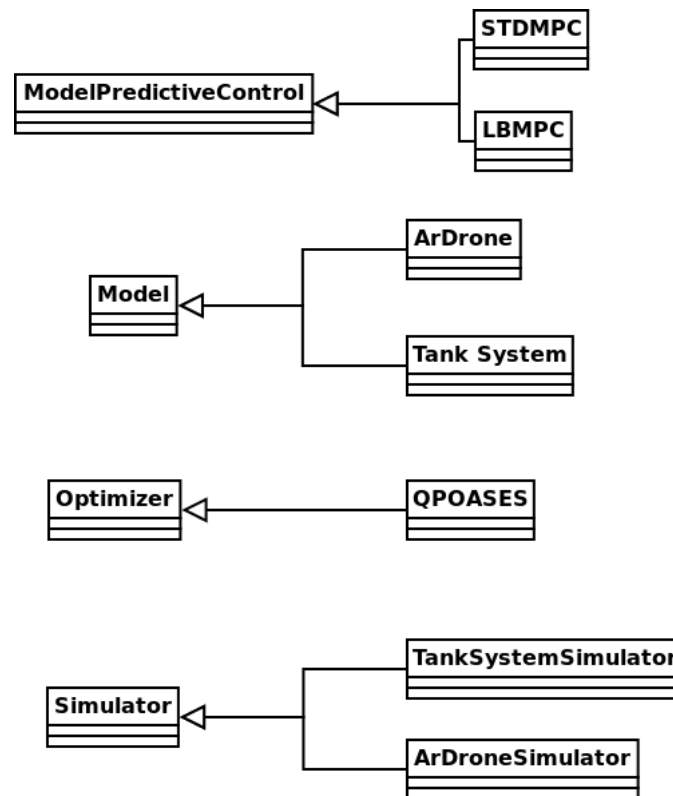 STDMPC
ModelPredictiveControl
LBMPC
ArDrone
Model
Tank System
Optimizer
QPOASES
TankSystemSimulator
Simulator
ArDroneSimulator